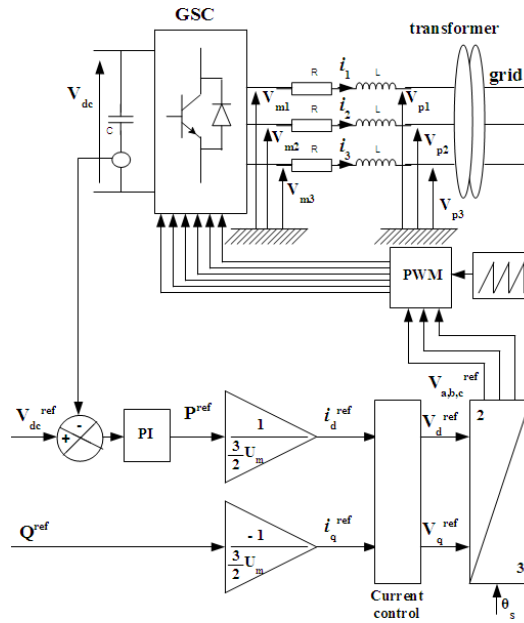 GSC
transformer
grid
V dc
C
R
i 1
L
V m1
V p1
R
i 2
L
V m2
V p2
R
i 3
L
V m3
V p3
PWM
V a,b,c ref
V dc ref
-
+
PI
P ref
1
3/2 U m
i d ref
V d ref
2
Q ref
- 1
3/2 U m
i q ref
V q ref
3
Current
control
θ s